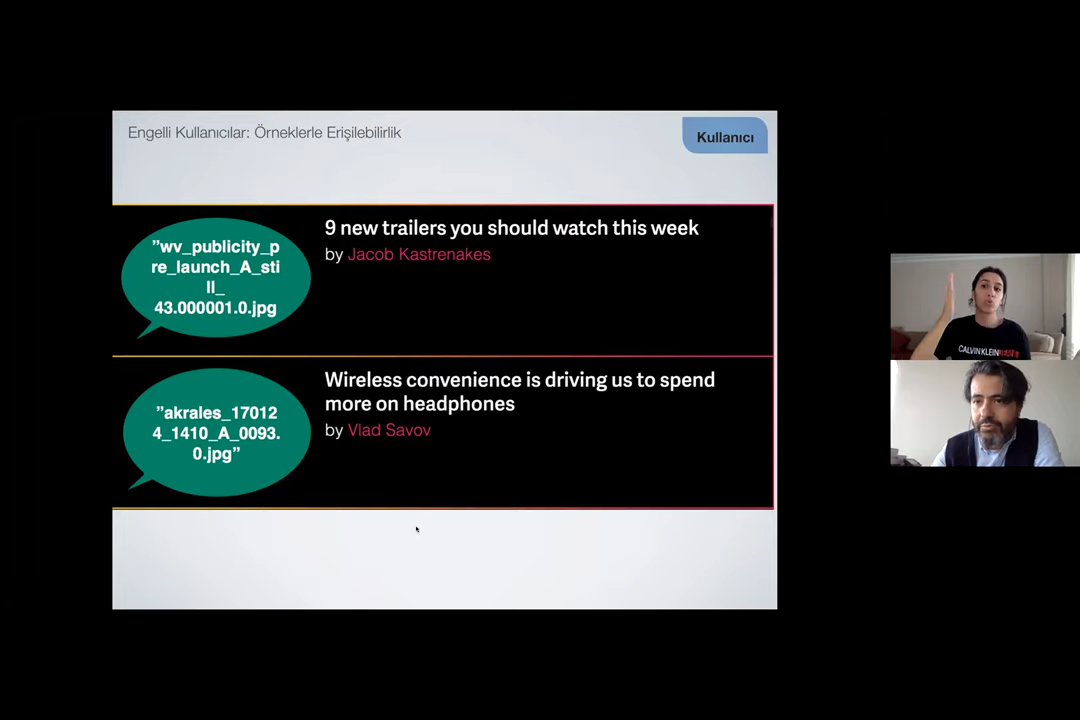 Engelli Kullanıcılar: Örneklerle Erişilebilirlik
Kullanıcı
"wv_publicity_p
re_launch_A_sti
ll_
43.000001.0.jpg
9 new trailers you should watch this week
by Jacob Kastrenakes
"akrales_17012
4_1410_A_0093.
0.jpg"
Wireless convenience is driving us to spend
more on headphones
by Vlad Savov
CALVIN KLEIN